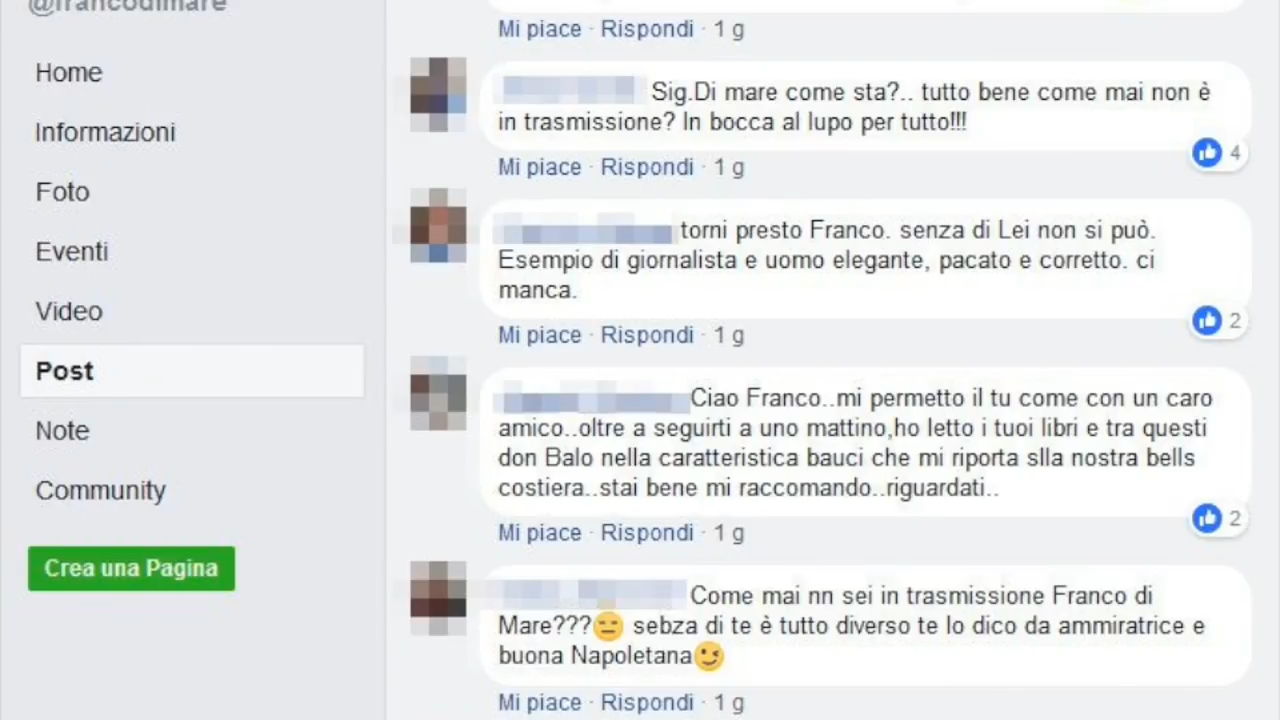 @francodimare
Home
Informazioni
Foto
Eventi
Video
Post
Note
Community
Crea una Pagina
Mi piace · Rispondi · 1 g
Sig.Di mare come sta?.. tutto bene come mai non è
in trasmissione? In bocca al lupo per tutto!!!
4
Mi piace · Rispondi · 1 g
torni presto Franco. senza di Lei non si può.
Esempio di giornalista e uomo elegante, pacato e corretto. ci
manca.
2
Mi piace · Rispondi · 1 g
Ciao Franco..mi permetto il tu come con un caro
amico..oltre a seguirti a uno mattino,ho letto i tuoi libri e tra questi
don Balo nella caratteristica bauci che mi riporta slla nostra bells
costiera..stai bene mi raccomando..riguardati..
2
Mi piace · Rispondi · 1 g
Come mai nn sei in trasmissione Franco di
Mare???😑 sebza di te è tutto diverso te lo dico da ammiratrice e
buona Napoletana😉
Mi piace · Rispondi · 1 g